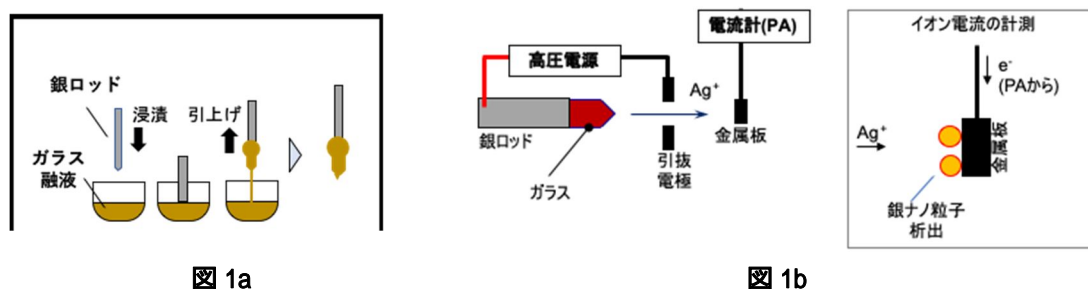 銀ロッド
浸漬
引上げ
ガラス
融液
図 1a
電流計(PA)
高圧電源
Ag⁺
銀ロッド
ガラス
引抜
電極
金属板
図 1b
イオン電流の計測
e⁻
(PAから)
Ag⁺
金属板
銀ナノ粒子
析出